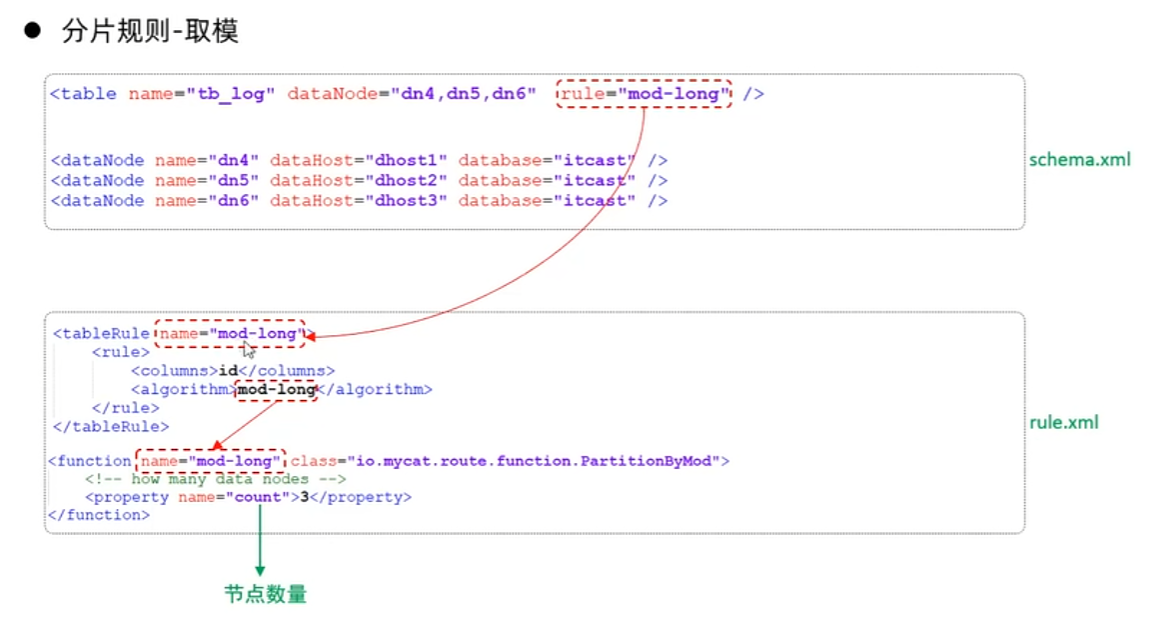 ● 分片规则-取模
<table name="tb_log" dataNode="dn4,dn5,dn6" rule="mod-long" />
<dataNode name="dn4" dataHost="dhost1" database="itcast" />
<dataNode name="dn5" dataHost="dhost2" database="itcast" />
<dataNode name="dn6" dataHost="dhost3" database="itcast" />
schema.xml
<tableRule name="mod-long">
<rule>
<columns>id</columns>
<algorithm>mod-long</algorithm>
</rule>
</tableRule>
<function name="mod-long" class="io.mycat.route.function.PartitionByMod">
<!-- how many data nodes -->
<property name="count">3</property>
</function>
rule.xml
节点数量